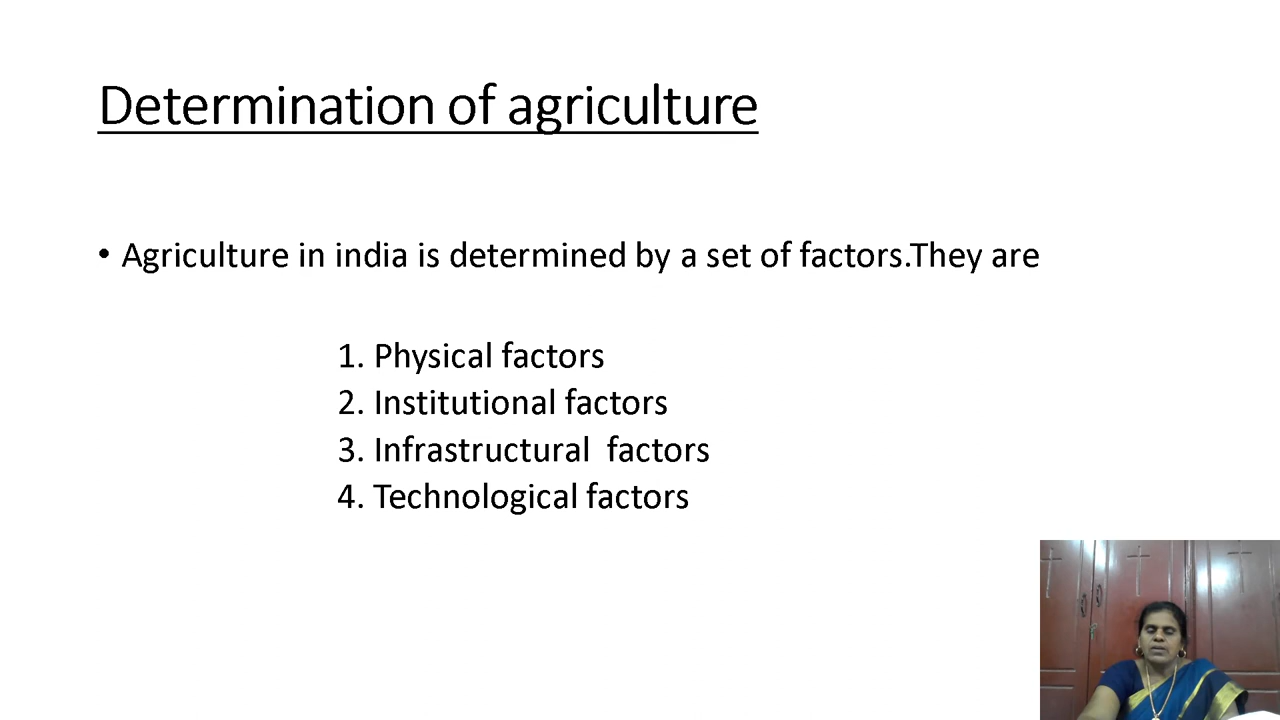 Determination of agriculture
• Agriculture in india is determined by a set of factors.They are
1. Physical factors
2. Institutional factors
3. Infrastructural  factors
4. Technological factors